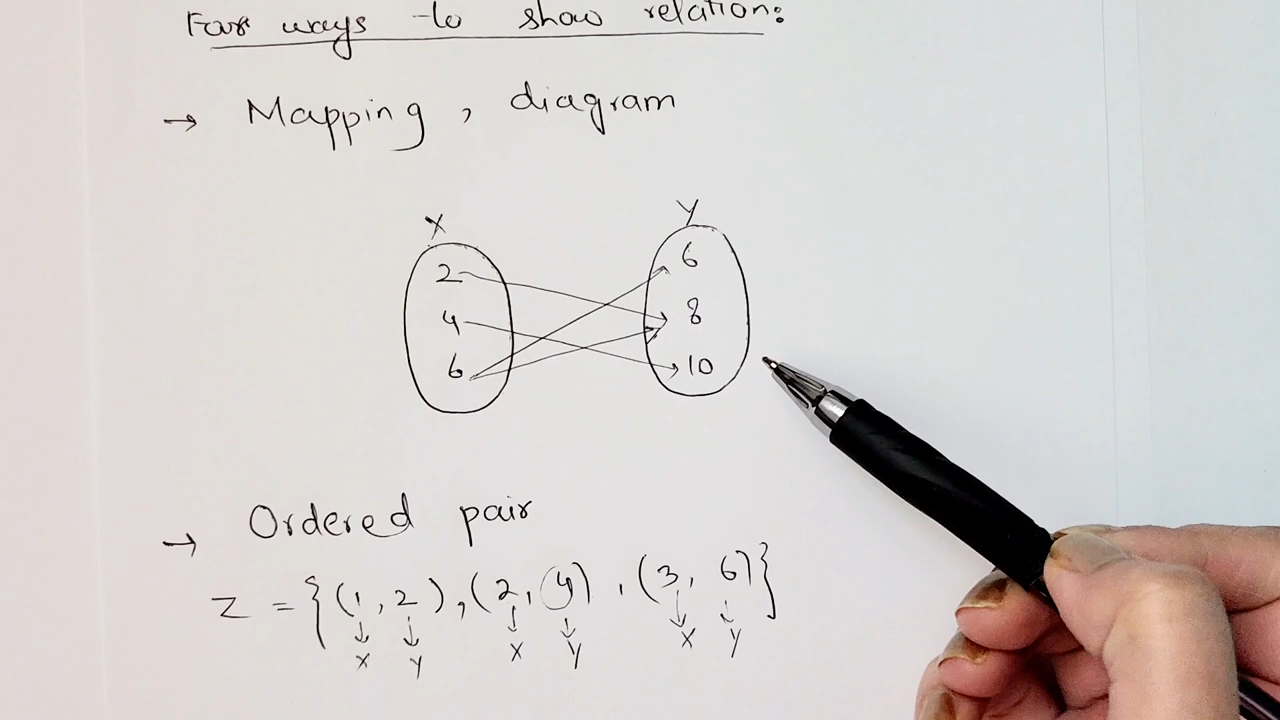 Four ways to show relation:
→ Mapping, diagram
X Y
2 6
4 8
6 10
→ Ordered pair
Z = {(1, 2), (2, 4), (3, 6)}
↓ ↓ ↓ ↓ ↓ ↓
X Y X Y X Y